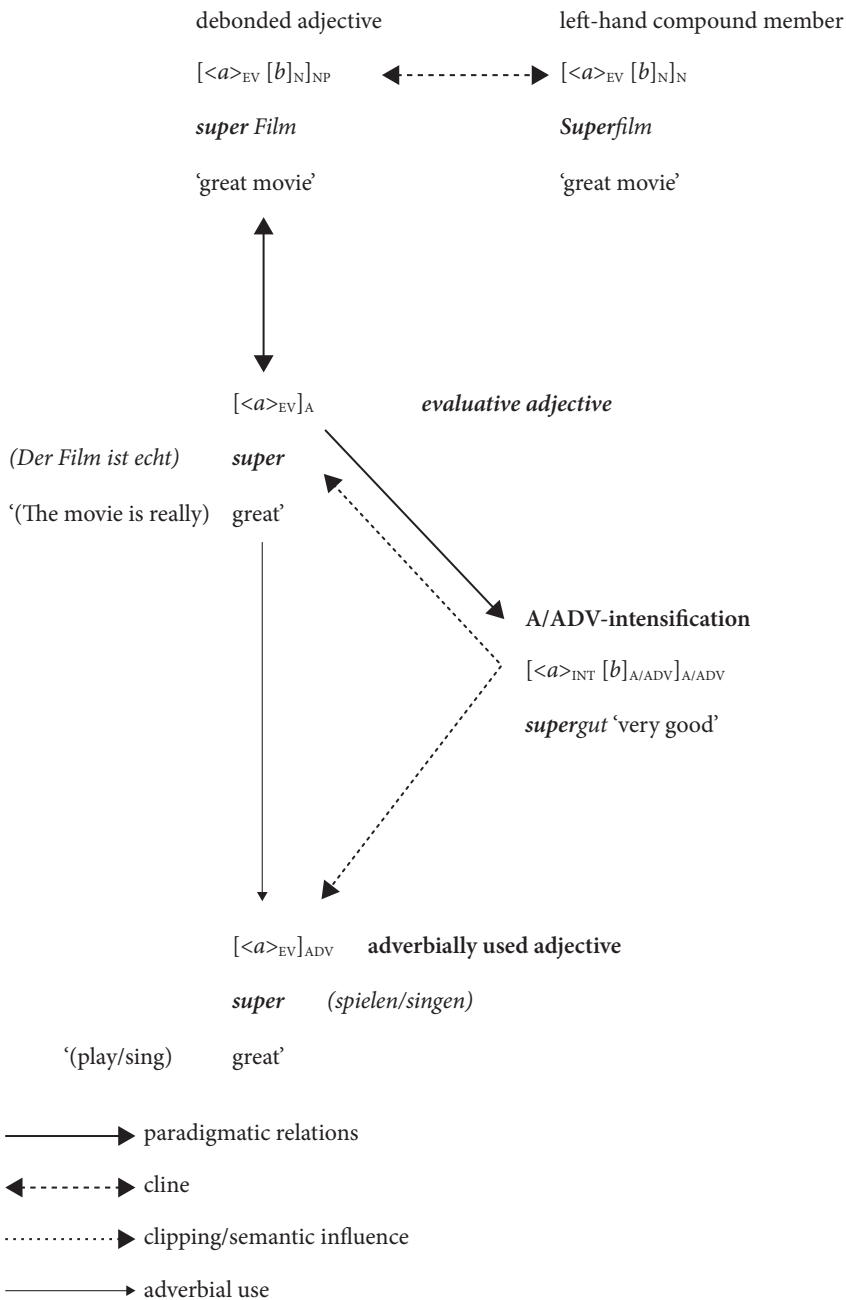 debonded adjective left-hand compound member
[<a>EV [b]N]NP [<a>EV [b]N]N
super Film Superfilm
‘great movie’ ‘great movie’
[<a>EV]A evaluative adjective
(Der Film ist echt) super
‘(The movie is really) great’
A/ADV-intensification
[<a>INT [b]A/ADV]A/ADV
supergut ‘very good’
[<a>EV]ADV adverbially used adjective
super (spielen/singen)
‘(play/sing) great’
paradigmatic relations
cline
clipping/semantic influence
adverbial use